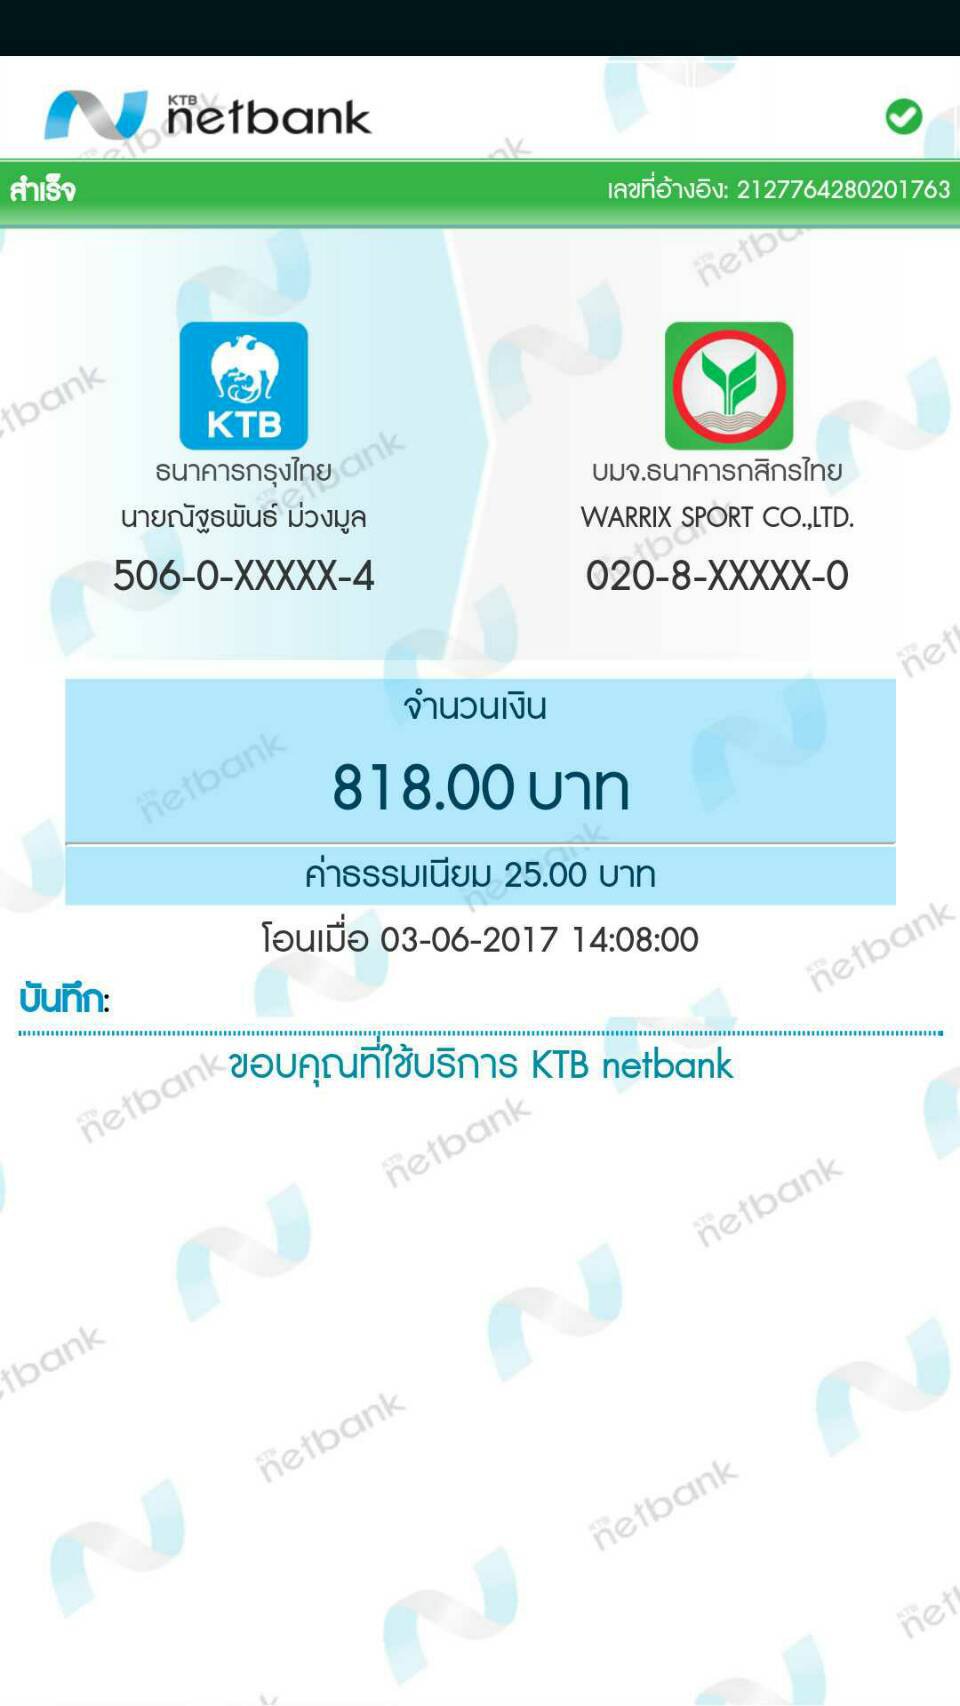 KTB netbank
สำเร็จ เลขที่อ้างอิง: 2127764280201763
KTB
ธนาคารกรุงไทย บมจ.ธนาคารกสิกรไทย
นายณัฐธพันธ์ ม่วงมูล WARRIX SPORT CO.,LTD.
506-0-XXXXX-4 020-8-XXXXX-0
จำนวนเงิน
818.00 บาท
ค่าธรรมเนียม 25.00 บาท
โอนเมื่อ 03-06-2017 14:08:00
บันทึก:
ขอบคุณที่ใช้บริการ KTB netbank